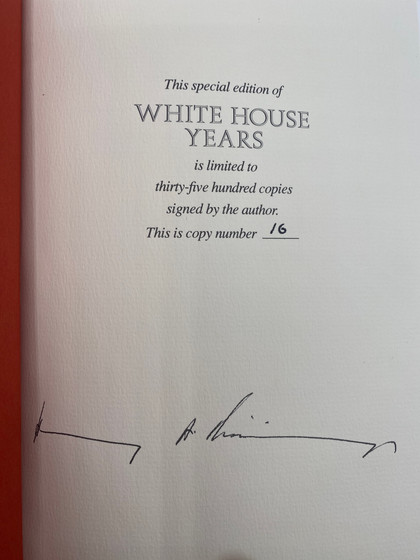 This special edition of
WHITE HOUSE
YEARS
is limited to
thirty-five hundred copies
signed by the author.
This is copy number 16